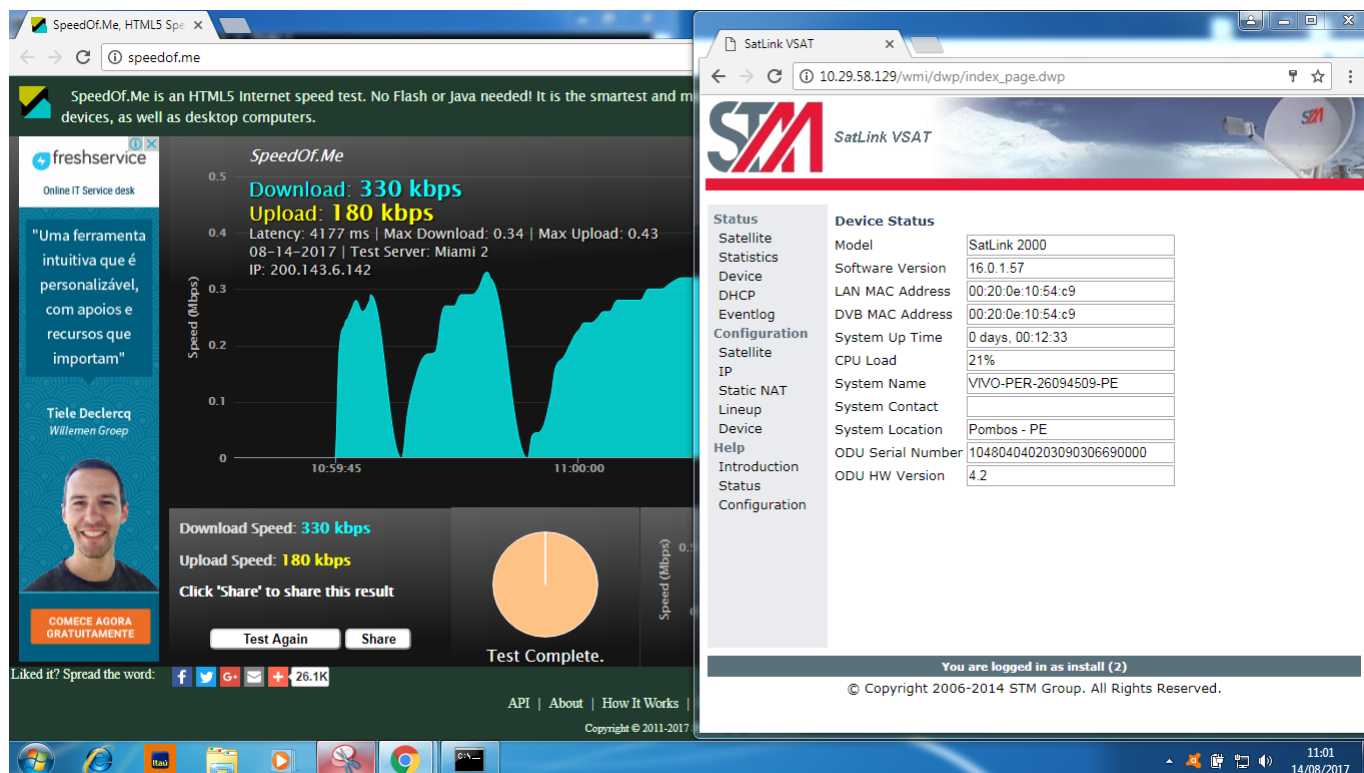 SpeedOf.Me, HTML5 Spe
speedof.me
SpeedOf.Me is an HTML5 Internet speed test. No Flash or Java needed! It is the smartest and m
devices, as well as desktop computers.
freshservice
Online IT Service desk
"Uma ferramenta
intuitiva que é
personalizável,
com apoios e
recursos que
importam"
Tiele Declercq
Willemen Groep
COMECE AGORA
GRATUITAMENTE
SpeedOf.Me
Download: 330 kbps
Upload: 180 kbps
Latency: 4177 ms | Max Download: 0.34 | Max Upload: 0.43
08-14-2017 | Test Server: Miami 2
IP: 200.143.6.142
Speed (Mbps)
0.5
0.4
0.3
0.2
0.1
0
10:59:45
11:00:00
Download Speed: 330 kbps
Upload Speed: 180 kbps
Click 'Share' to share this result
Test Again
Share
Test Complete.
Speed (Mbps)
Liked it? Spread the word:
26.1K
API | About | How It Works |
Copyright © 2011-2017
SatLink VSAT
10.29.58.129/wmi/dwp/index_page.dwp
STM
SatLink VSAT
STM
Status
Satellite
Statistics
Device
DHCP
Eventlog
Configuration
Satellite
IP
Static NAT
Lineup
Device
Help
Introduction
Status
Configuration
Device Status
Model SatLink 2000
Software Version 16.0.1.57
LAN MAC Address 00:20:0e:10:54:c9
DVB MAC Address 00:20:0e:10:54:c9
System Up Time 0 days, 00:12:33
CPU Load 21%
System Name VIVO-PER-26094509-PE
System Contact
System Location Pombos - PE
ODU Serial Number 104804040203090306690000
ODU HW Version 4.2
You are logged in as install (2)
© Copyright 2006-2014 STM Group. All Rights Reserved.
Itaú
C:\
11:01
14/08/2017